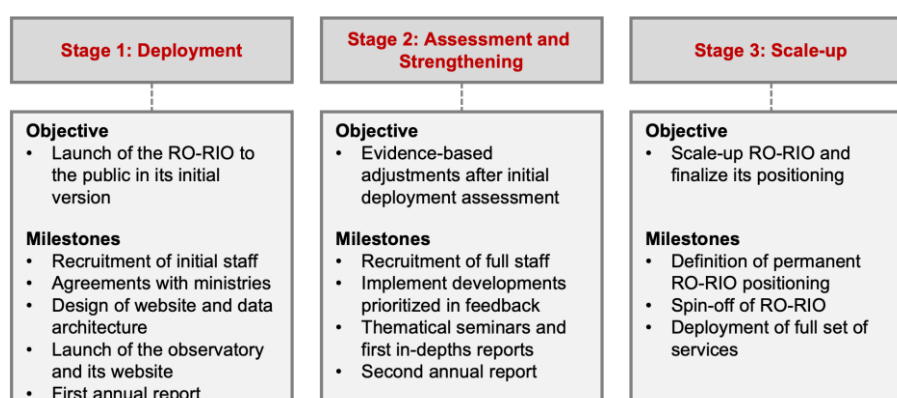 Stage 1: Deployment
Objective
• Launch of the RO-RIO to
the public in its initial
version
Milestones
• Recruitment of initial staff
• Agreements with ministries
• Design of website and data
architecture
• Launch of the observatory
and its website
• First annual report
Stage 2: Assessment and
Strengthening
Objective
• Evidence-based
adjustments after initial
deployment assessment
Milestones
• Recruitment of full staff
• Implement developments
prioritized in feedback
• Thematical seminars and
first in-depths reports
• Second annual report
Stage 3: Scale-up
Objective
• Scale-up RO-RIO and
finalize its positioning
Milestones
• Definition of permanent
RO-RIO positioning
• Spin-off of RO-RIO
• Deployment of full set of
services